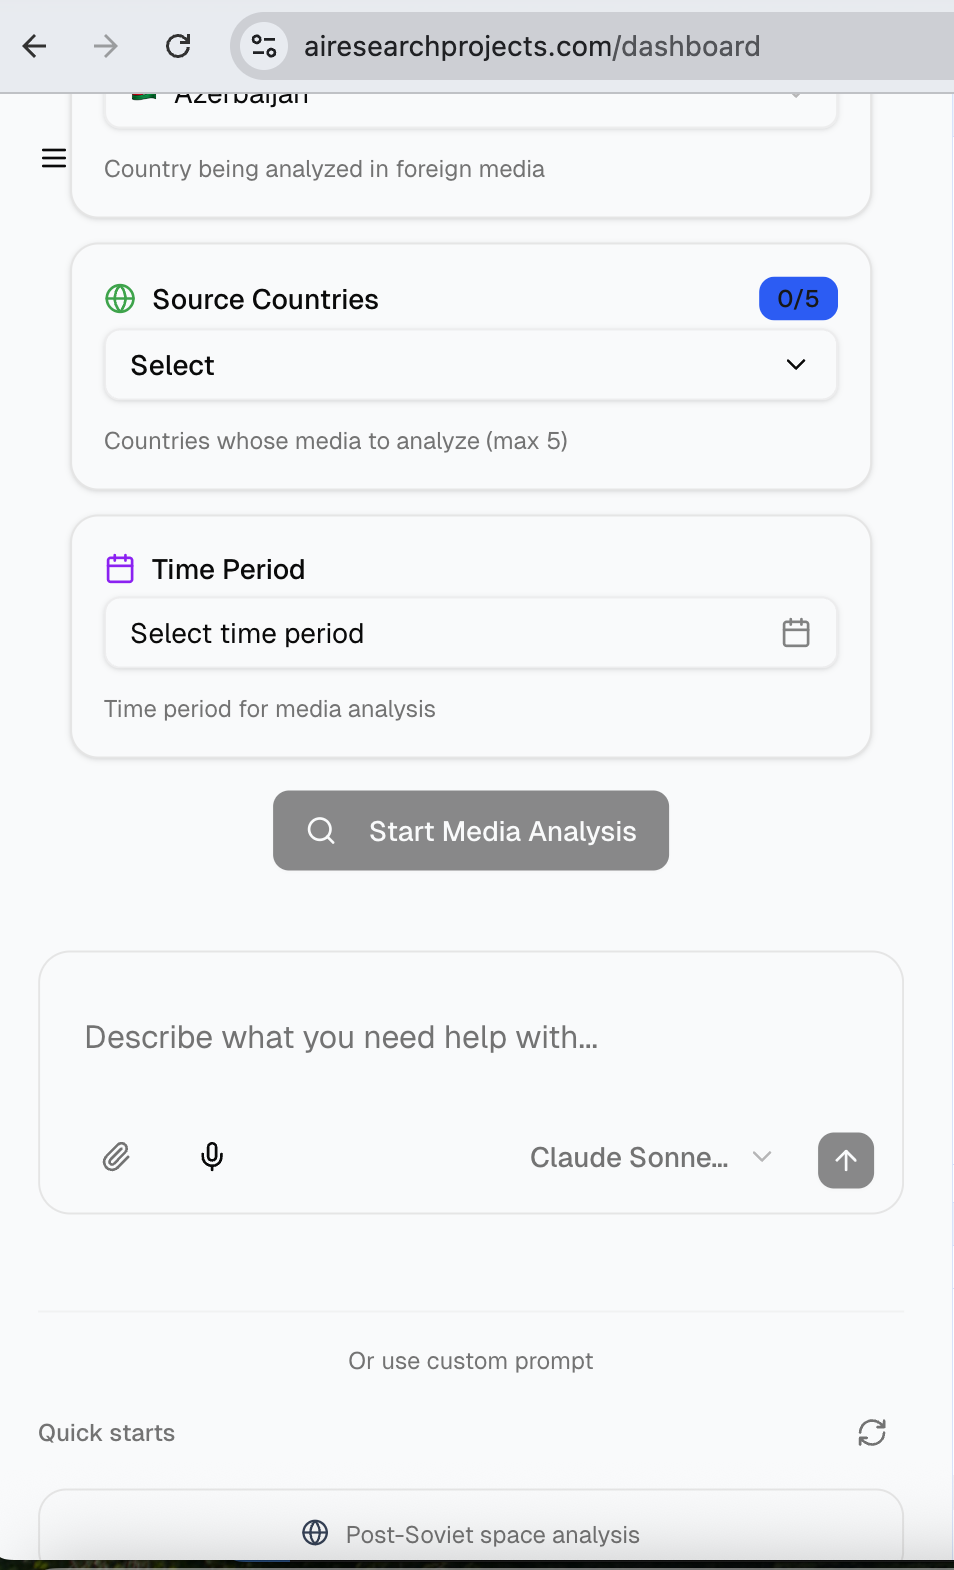 airesearchprojects.com/dashboard
Azerbaijan
Country being analyzed in foreign media
Source Countries
0/5
Select
Countries whose media to analyze (max 5)
Time Period
Select time period
Time period for media analysis
Start Media Analysis
Describe what you need help with...
Claude Sonne...
Or use custom prompt
Quick starts
Post-Soviet space analysis